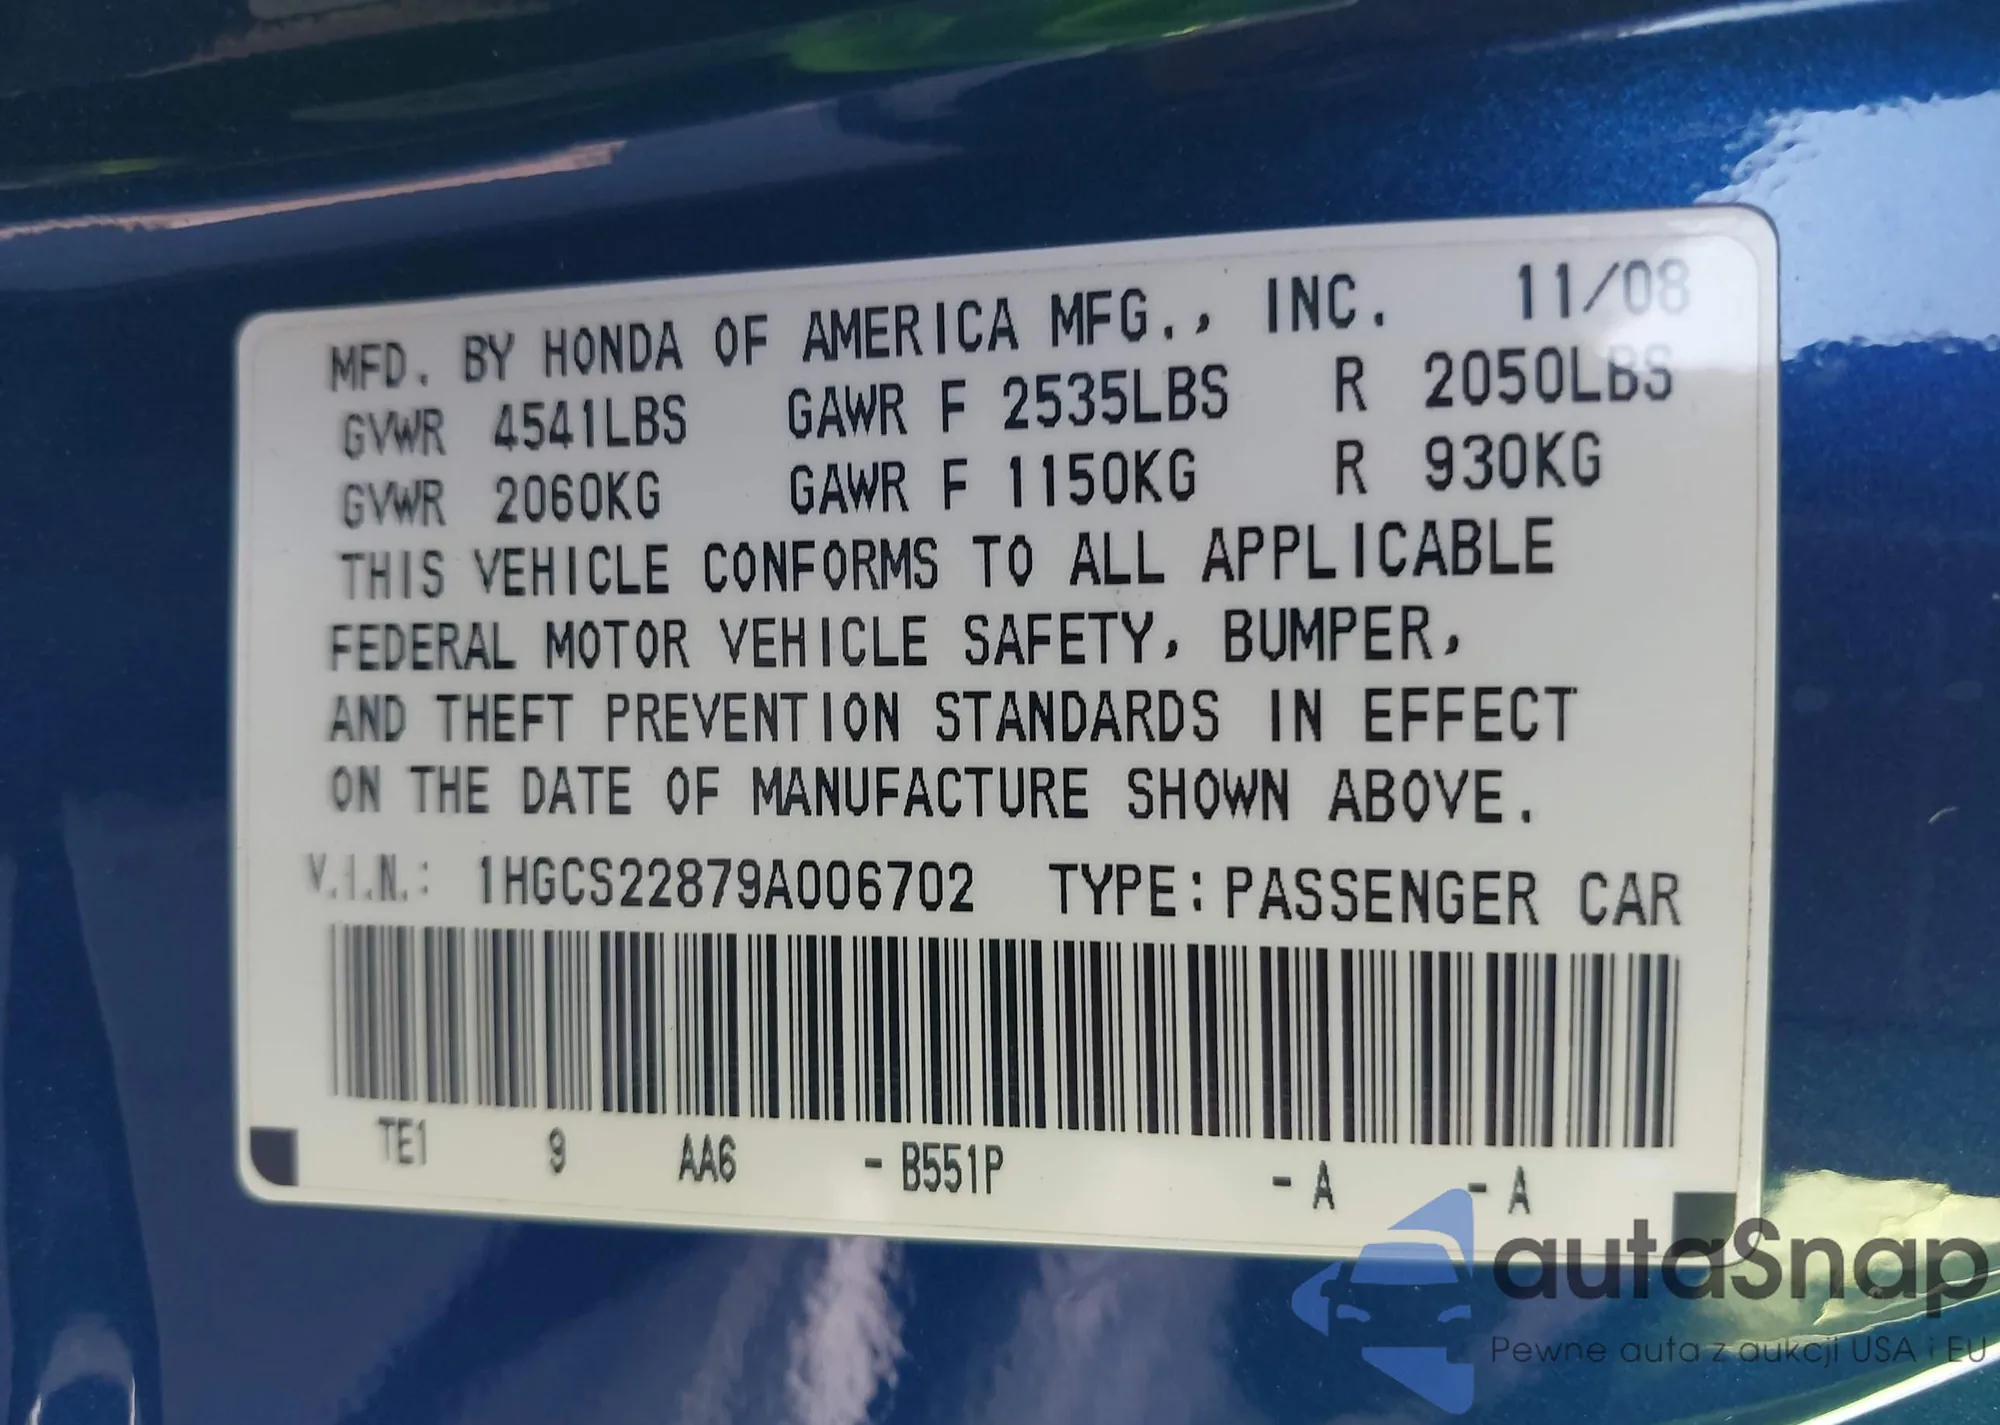 MFD. BY HONDA OF AMERICA MFG., INC. 11/08
GVWR 4541LBS GAWR F 2535LBS R 2050LBS
GVWR 2060KG GAWR F 1150KG R 930KG
THIS VEHICLE CONFORMS TO ALL APPLICABLE
FEDERAL MOTOR VEHICLE SAFETY, BUMPER,
AND THEFT PREVENTION STANDARDS IN EFFECT
ON THE DATE OF MANUFACTURE SHOWN ABOVE.
V.I.N.: 1HGCS22879A006702 TYPE: PASSENGER CAR
TE1 9 AA6 - B551P - A - A
autaSnap
Pewne auta z aukcji USA i EU